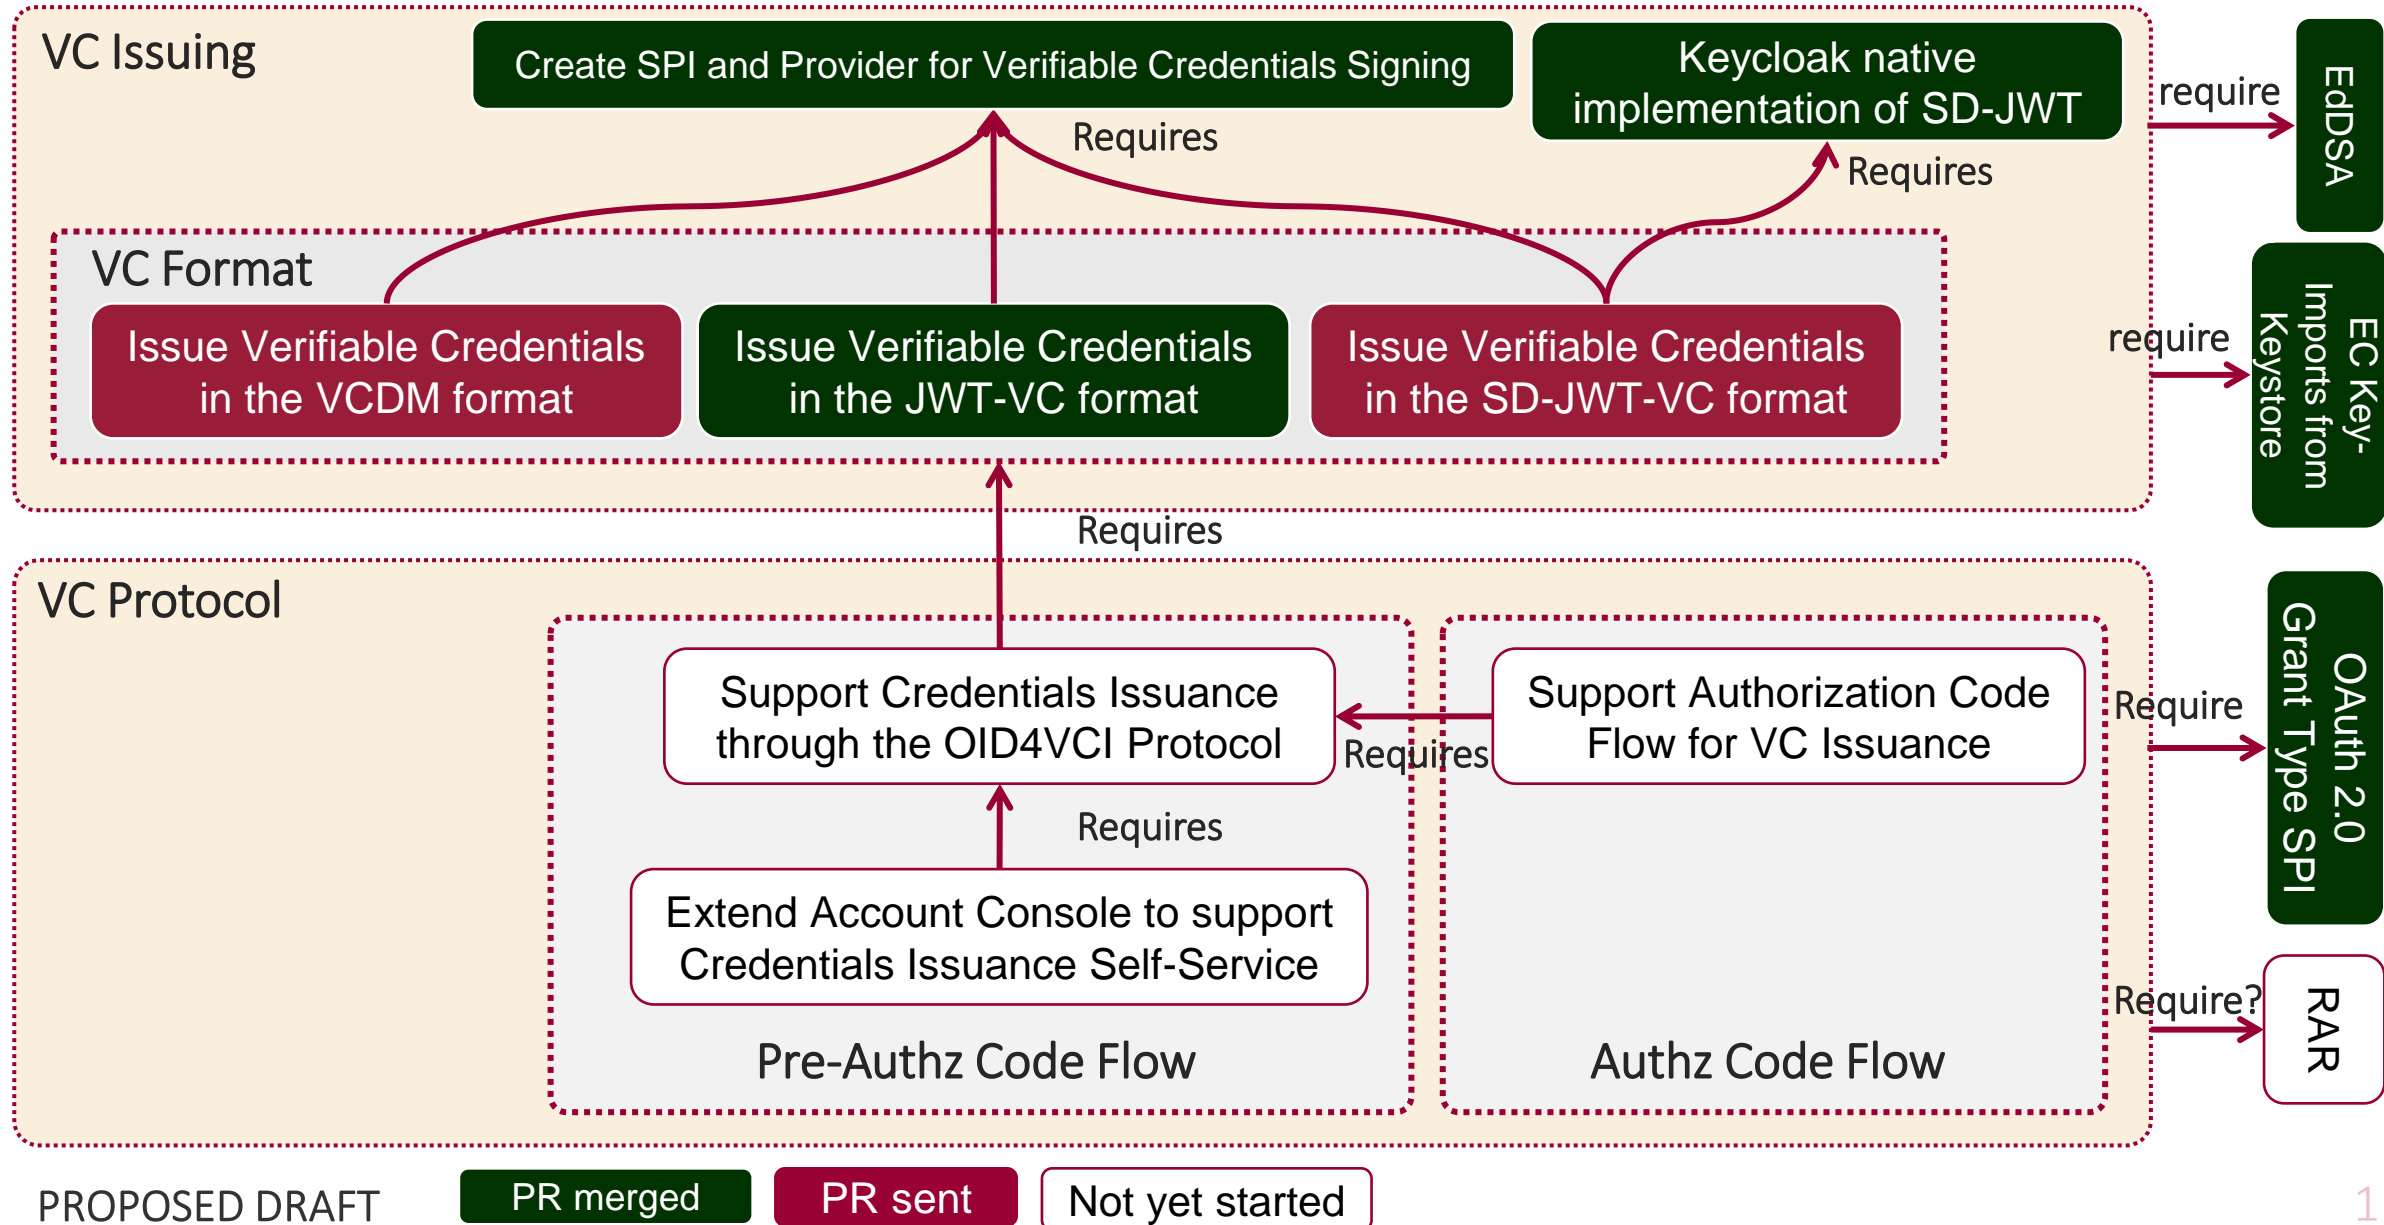 VC Issuing
Create SPI and Provider for Verifiable Credentials Signing
Keycloak native
implementation of SD-JWT
require
EdDSA
Requires
Requires
VC Format
Issue Verifiable Credentials
in the VCDM format
Issue Verifiable Credentials
in the JWT-VC format
Issue Verifiable Credentials
in the SD-JWT-VC format
require
EC Key-
Imports from
Keystore
Requires
VC Protocol
Support Credentials Issuance
through the OID4VCI Protocol
Requires
Support Authorization Code
Flow for VC Issuance
Require
OAuth 2.0
Grant Type SPI
Requires
Extend Account Console to support
Credentials Issuance Self-Service
Require?
RAR
Pre-Authz Code Flow
Authz Code Flow
PROPOSED DRAFT
PR merged
PR sent
Not yet started
1